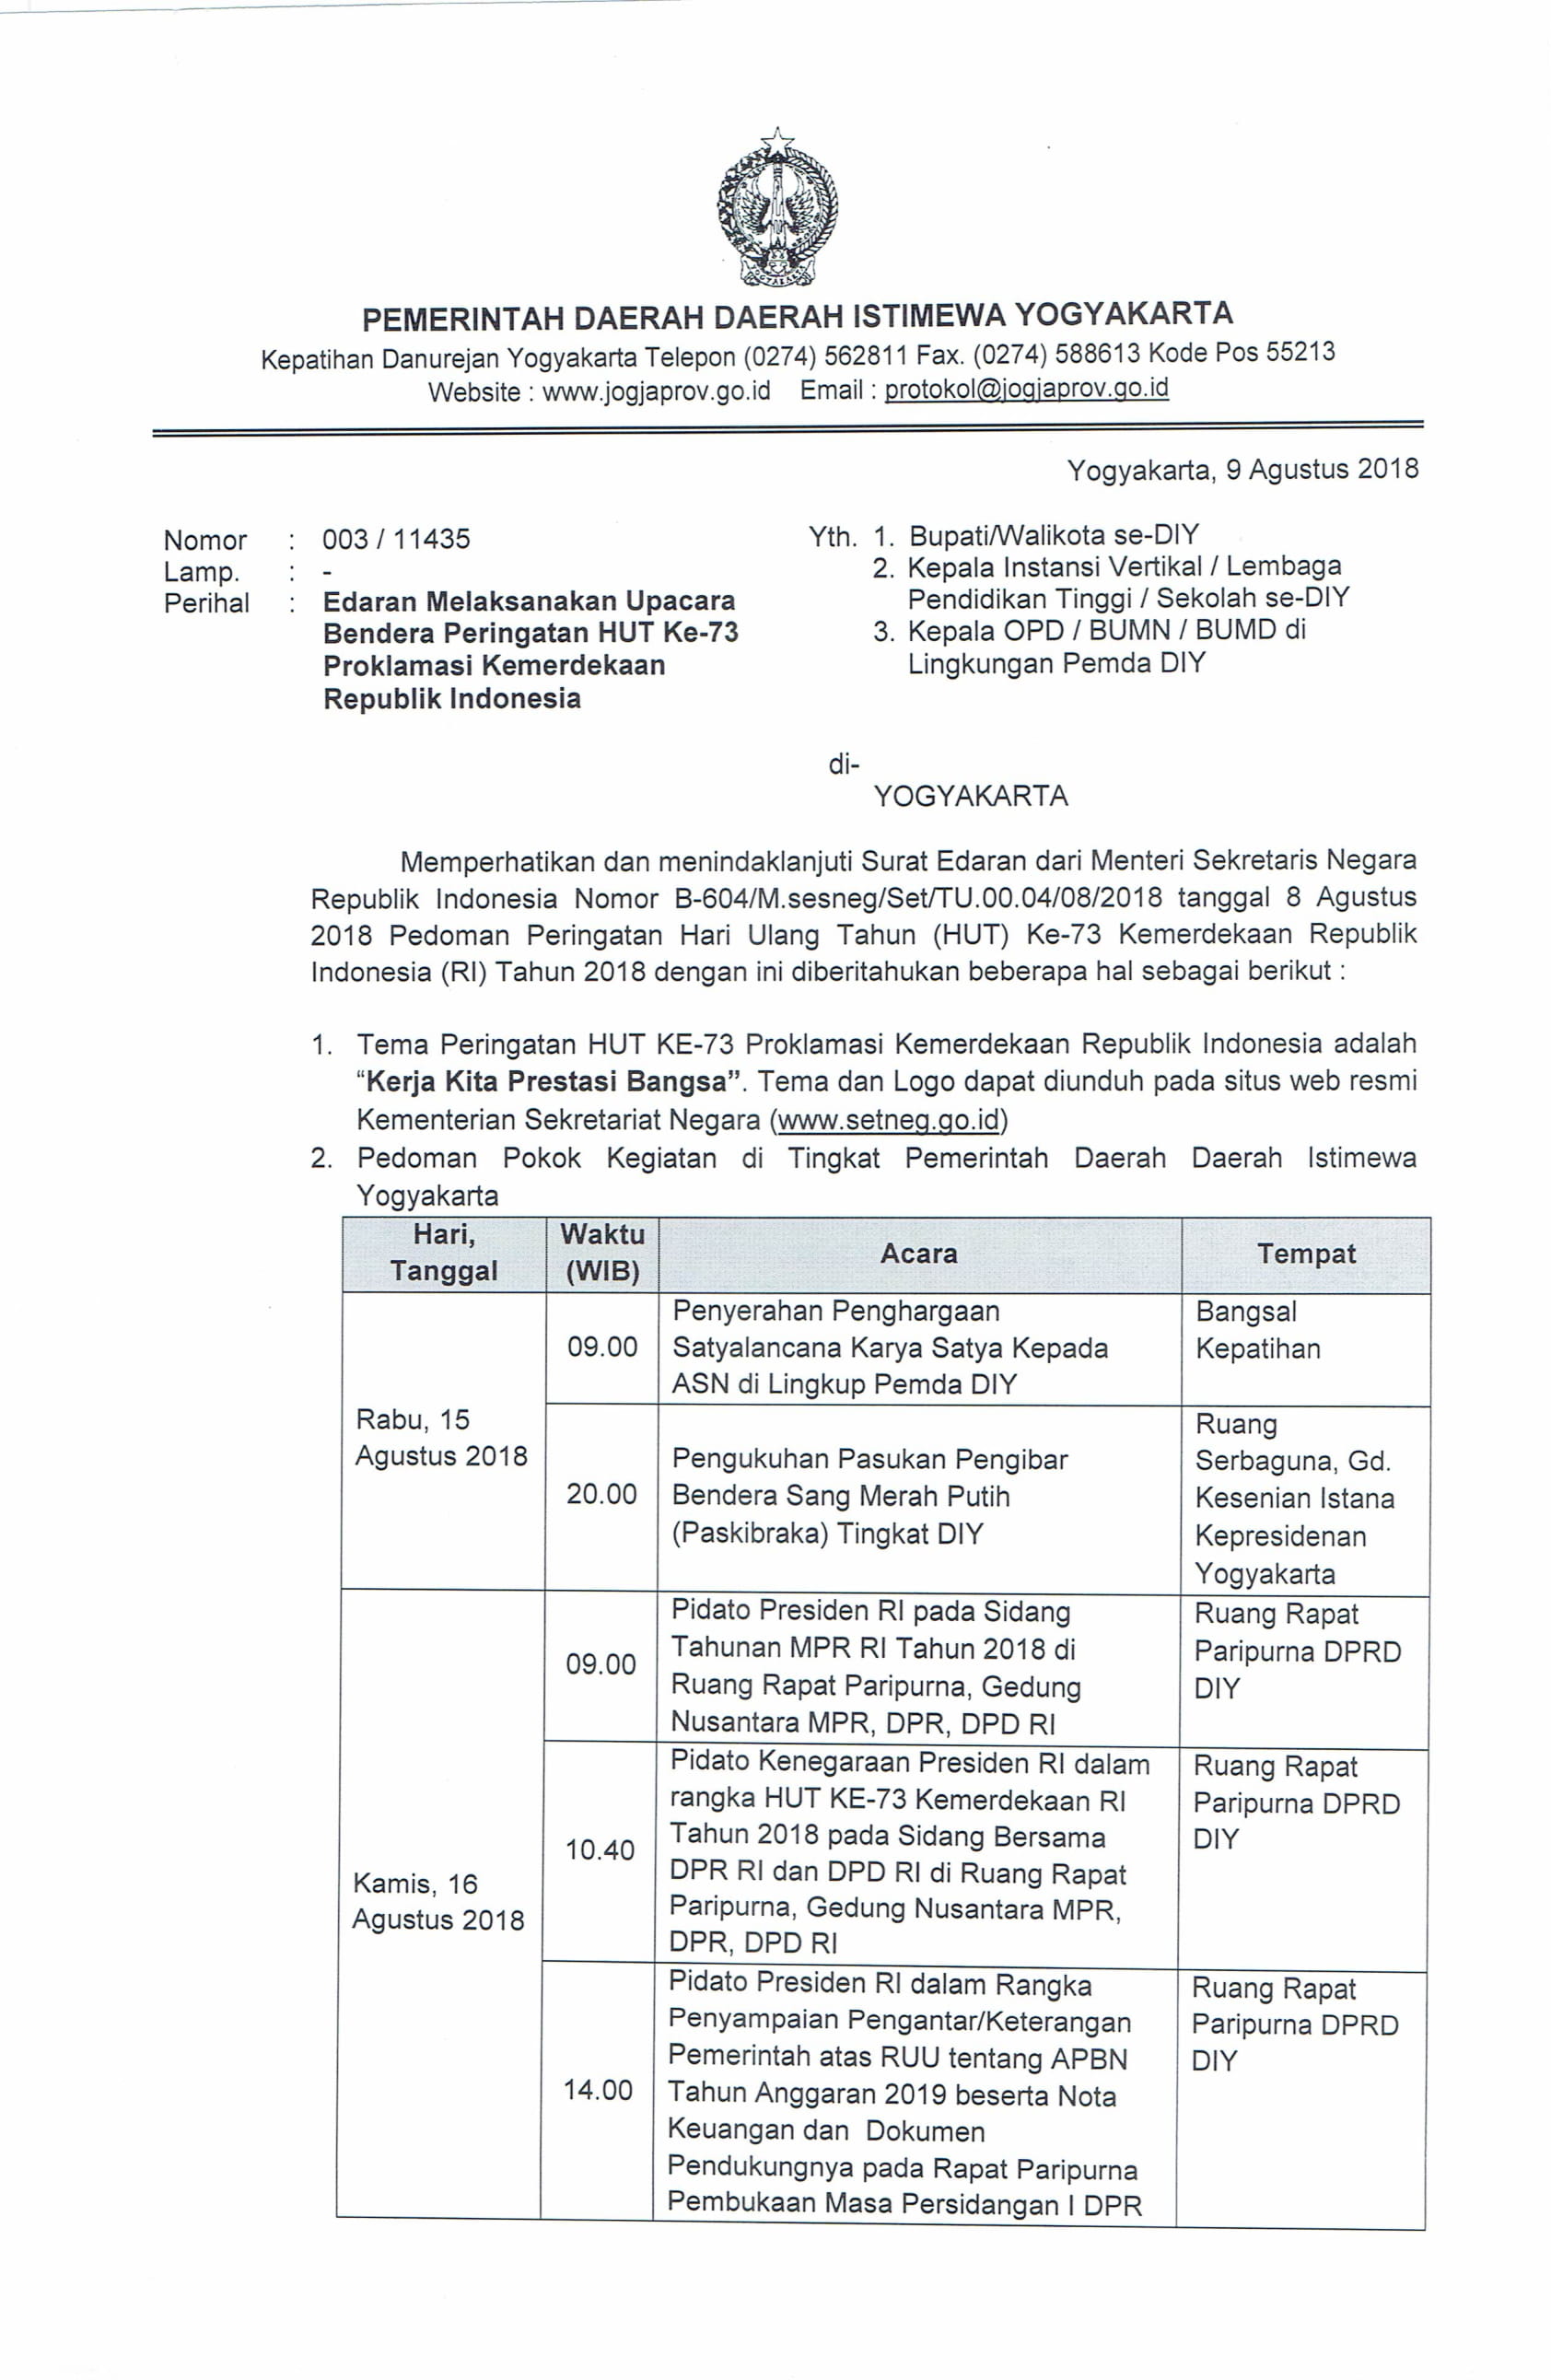 YOGYAKARTA
PEMERINTAH DAERAH DAERAH ISTIMEWA YOGYAKARTA
Kepatihan Danurejan Yogyakarta Telepon (0274) 562811 Fax. (0274) 588613 Kode Pos 55213
Website : www.jogjaprov.go.id Email : protokol@jogjaprov.go.id
Yogyakarta, 9 Agustus 2018
Nomor : 003 / 11435
Lamp. : -
Perihal : Edaran Melaksanakan Upacara
Bendera Peringatan HUT Ke-73
Proklamasi Kemerdekaan
Republik Indonesia
Yth. 1. Bupati/Walikota se-DIY
2. Kepala Instansi Vertikal / Lembaga
Pendidikan Tinggi / Sekolah se-DIY
3. Kepala OPD / BUMN / BUMD di
Lingkungan Pemda DIY
di-
YOGYAKARTA
Memperhatikan dan menindaklanjuti Surat Edaran dari Menteri Sekretaris Negara
Republik Indonesia Nomor B-604/M.sesneg/Set/TU.00.04/08/2018 tanggal 8 Agustus
2018 Pedoman Peringatan Hari Ulang Tahun (HUT) Ke-73 Kemerdekaan Republik
Indonesia (RI) Tahun 2018 dengan ini diberitahukan beberapa hal sebagai berikut :
1. Tema Peringatan HUT KE-73 Proklamasi Kemerdekaan Republik Indonesia adalah
“Kerja Kita Prestasi Bangsa”. Tema dan Logo dapat diunduh pada situs web resmi
Kementerian Sekretariat Negara (www.setneg.go.id)
2. Pedoman Pokok Kegiatan di Tingkat Pemerintah Daerah Daerah Istimewa
Yogyakarta
Hari,
Tanggal
Waktu
(WIB)
Acara
Tempat
Rabu, 15
Agustus 2018
09.00
Penyerahan Penghargaan
Satyalancana Karya Satya Kepada
ASN di Lingkup Pemda DIY
Bangsal
Kepatihan
20.00
Pengukuhan Pasukan Pengibar
Bendera Sang Merah Putih
(Paskibraka) Tingkat DIY
Ruang
Serbaguna, Gd.
Kesenian Istana
Kepresidenan
Yogyakarta
Kamis, 16
Agustus 2018
09.00
Pidato Presiden RI pada Sidang
Tahunan MPR RI Tahun 2018 di
Ruang Rapat Paripurna, Gedung
Nusantara MPR, DPR, DPD RI
Ruang Rapat
Paripurna DPRD
DIY
10.40
Pidato Kenegaraan Presiden RI dalam
rangka HUT KE-73 Kemerdekaan RI
Tahun 2018 pada Sidang Bersama
DPR RI dan DPD RI di Ruang Rapat
Paripurna, Gedung Nusantara MPR,
DPR, DPD RI
Ruang Rapat
Paripurna DPRD
DIY
14.00
Pidato Presiden RI dalam Rangka
Penyampaian Pengantar/Keterangan
Pemerintah atas RUU tentang APBN
Tahun Anggaran 2019 beserta Nota
Keuangan dan Dokumen
Pendukungnya pada Rapat Paripurna
Pembukaan Masa Persidangan I DPR
Ruang Rapat
Paripurna DPRD
DIY